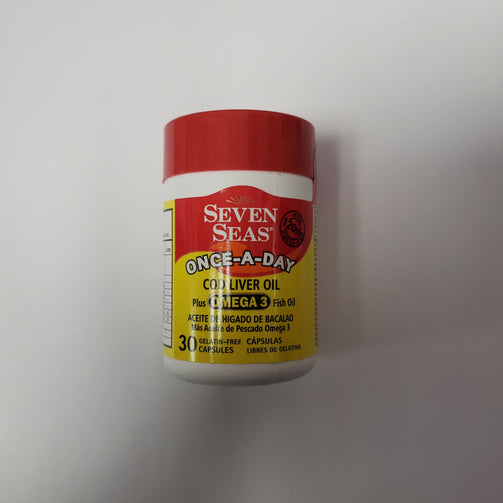 SEVEN
SEAS®
ONCE-A-DAY
COD LIVER OIL
Plus OMEGA 3 Fish Oil
ACEITE DE HIGADO DE BACALAO
Más Aceite de Pescado Omega 3
30 GELATIN-FREE CAPSULES
CÁPSULAS LIBRES DE GELATINA